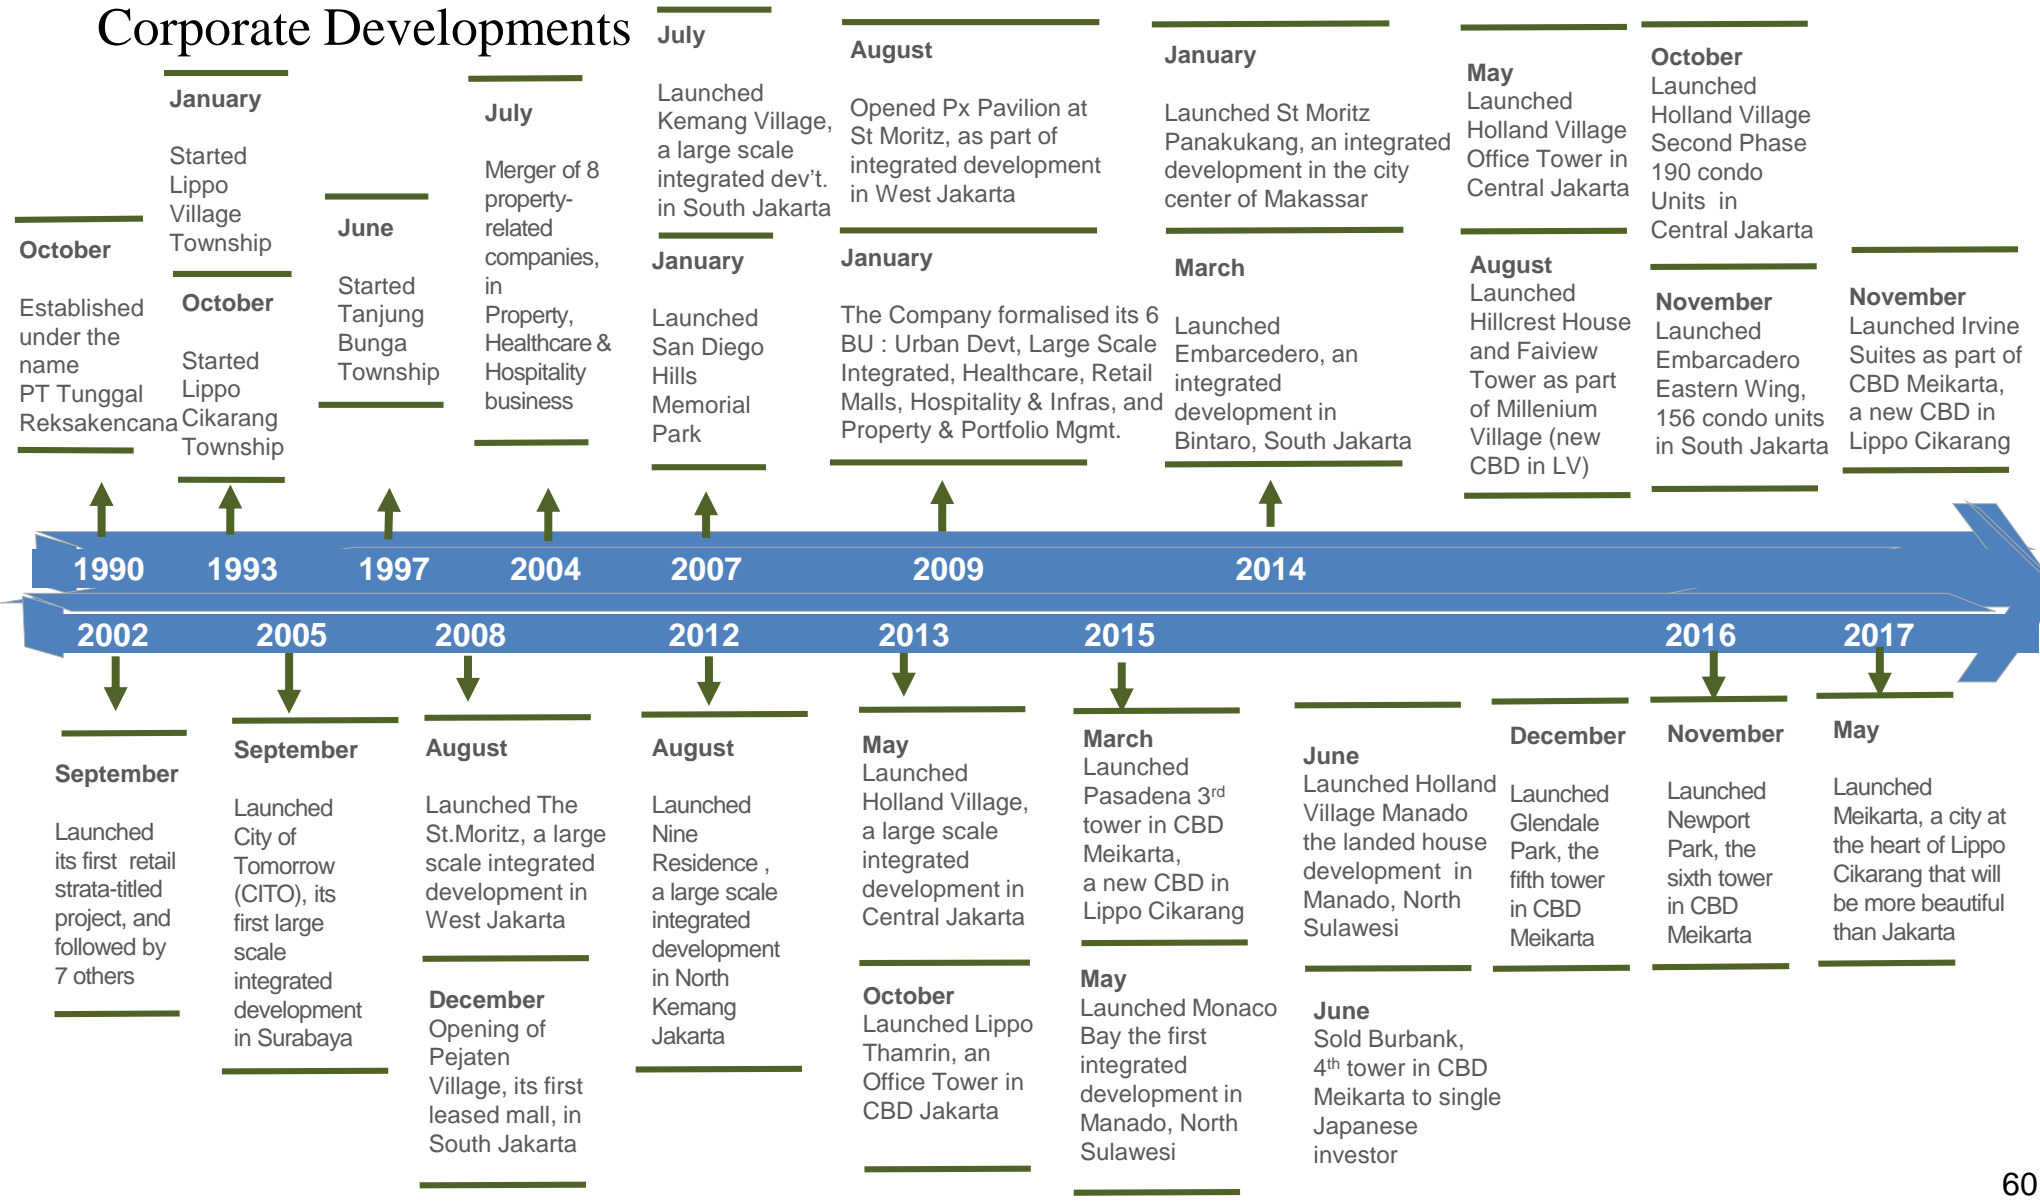 Corporate Developments
October
Established
under the
name
PT Tunggal
Reksakencana
January
Started
Lippo
Village
Township
October
Started
Lippo
Cikarang
Township
June
Started
Tanjung
Bunga
Township
July
Merger of 8
property-
related
companies,
in
Property,
Healthcare &
Hospitality
business
July
Launched
Kemang Village,
a large scale
integrated dev't.
in South Jakarta
January
Launched
San Diego
Hills
Memorial
Park
August
Opened Px Pavilion at
St Moritz, as part of
integrated development
in West Jakarta
January
The Company formalised its 6
BU : Urban Devt, Large Scale
Integrated, Healthcare, Retail
Malls, Hospitality & Infras, and
Property & Portfolio Mgmt.
January
Launched St Moritz
Panakukang, an integrated
development in the city
center of Makassar
March
Launched
Embarcedero, an
integrated
development in
Bintaro, South Jakarta
May
Launched
Holland Village
Office Tower in
Central Jakarta
August
Launched
Hillcrest House
and Faiview
Tower as part
of Millenium
Village (new
CBD in LV)
October
Launched
Holland Village
Second Phase
190 condo
Units in
Central Jakarta
November
Launched
Embarcadero
Eastern Wing,
156 condo units
in South Jakarta
November
Launched Irvine
Suites as part of
CBD Meikarta,
a new CBD in
Lippo Cikarang
1990 1993 1997 2004 2007 2009 2014
2002 2005 2008 2012 2013 2015 2016 2017
September
Launched
its first retail
strata-titled
project, and
followed by
7 others
September
Launched
City of
Tomorrow
(CITO), its
first large
scale
integrated
development
in Surabaya
August
Launched The
St.Moritz, a large
scale integrated
development in
West Jakarta
December
Opening of
Pejaten
Village, its first
leased mall, in
South Jakarta
August
Launched
Nine
Residence ,
a large scale
integrated
development
in North
Kemang
Jakarta
May
Launched
Holland Village,
a large scale
integrated
development in
Central Jakarta
October
Launched Lippo
Thamrin, an
Office Tower in
CBD Jakarta
March
Launched
Pasadena 3rd
tower in CBD
Meikarta,
a new CBD in
Lippo Cikarang
May
Launched Monaco
Bay the first
integrated
development in
Manado, North
Sulawesi
June
Launched Holland
Village Manado
the landed house
development in
Manado, North
Sulawesi
June
Sold Burbank,
4th tower in CBD
Meikarta to single
Japanese
investor
December
Launched
Glendale
Park, the
fifth tower
in CBD
Meikarta
November
Launched
Newport
Park, the
sixth tower
in CBD
Meikarta
May
Launched
Meikarta, a city at
the heart of Lippo
Cikarang that will
be more beautiful
than Jakarta
60